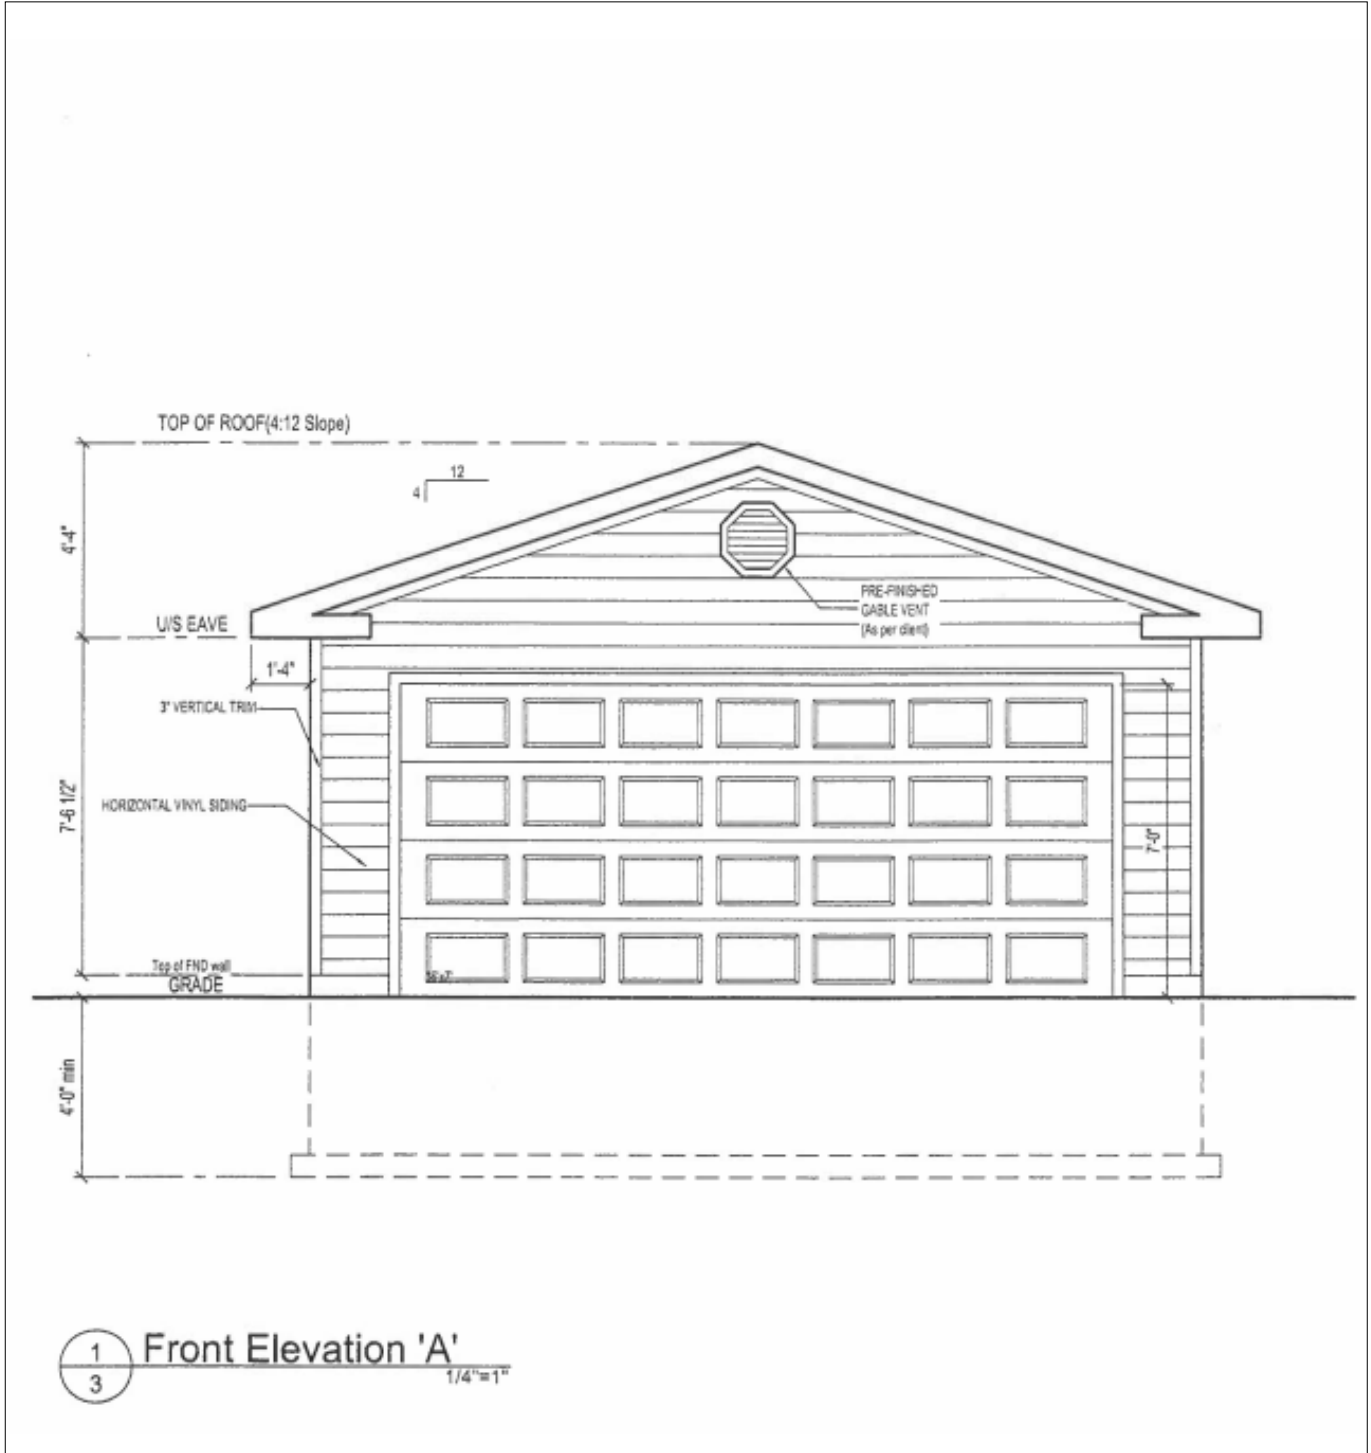 TOP OF ROOF(4:12 Slope)
12
4
4'-4"
PRE-FINISHED
GABLE VENT
(As per client)
U/S EAVE
1'-4"
3" VERTICAL TRIM
7'-6 1/2"
HORIZONTAL VINYL SIDING
7'-0"
Top of FND wall
GRADE
16'x7'
4'-0" min
1
3
Front Elevation 'A'
1/4"=1"